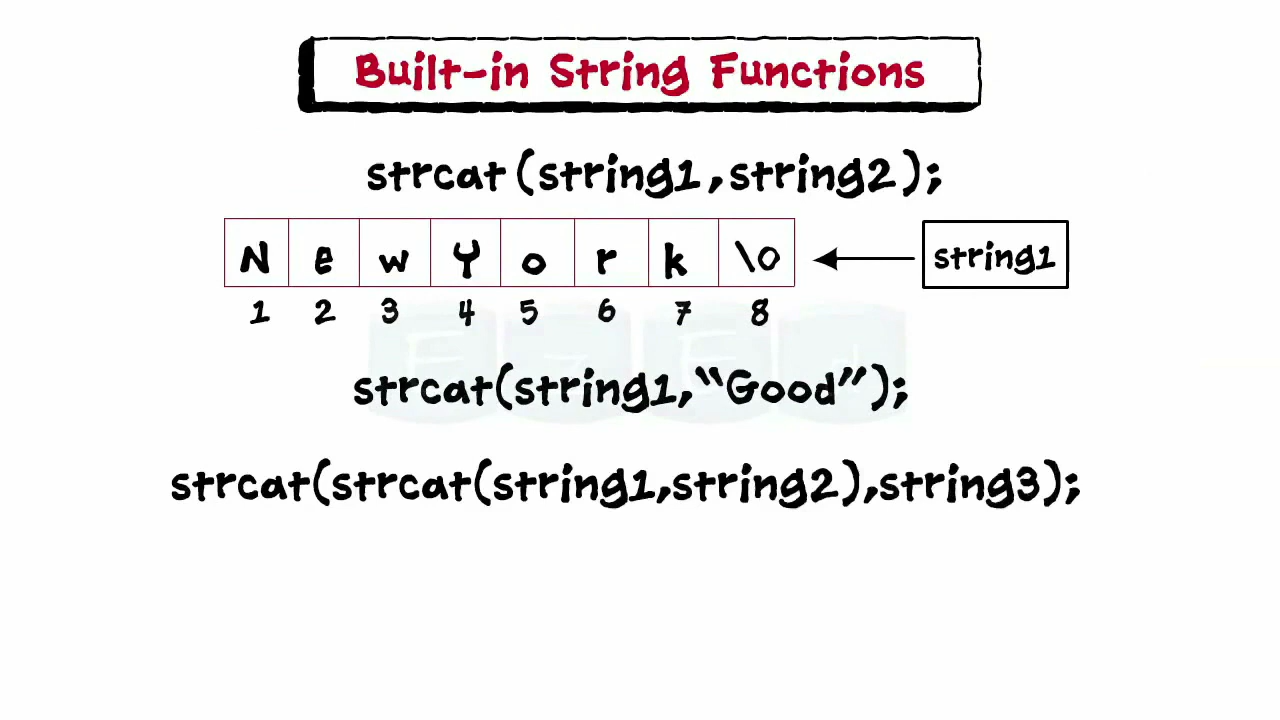 Built-in String Functions
strcat(string1,string2);
N e w Y o r k \0 string1
1 2 3 4 5 6 7 8
strcat(string1,“Good”);
strcat(strcat(string1,string2),string3);